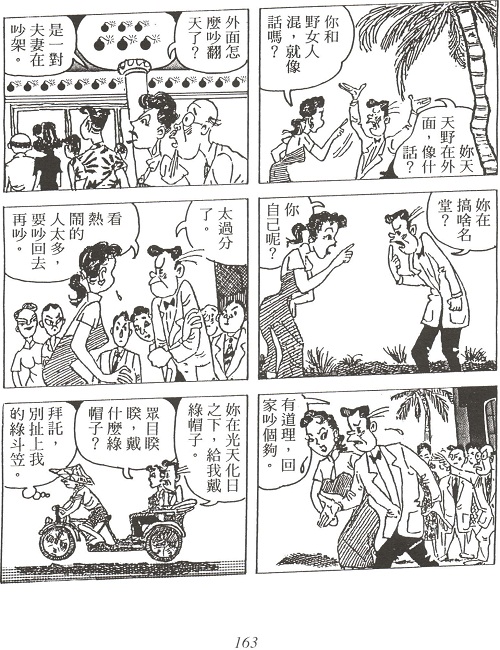 妳天
天野在外
面，像什
話？
你和
野女人
混，就像
話嗎？
外面怎
麼吵翻
天了？
是一對
夫妻在
吵架。
妳在
搞啥名
堂？
你
自己呢？
太過分
了。
看
熱
鬧的
人太多，
要吵回去
再吵。
有道理，回
家吵個夠。
妳在光天化日
之下，給我戴
綠帽子。
眾目睽
睽，戴
什麼綠
帽子？
拜託，
別扯上我
的綠斗笠。
163